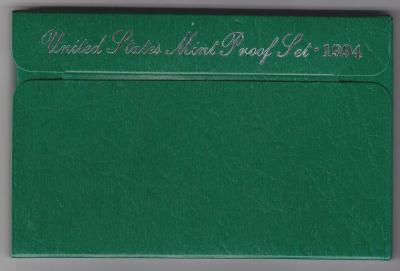 United States Mint Proof Set · 1994